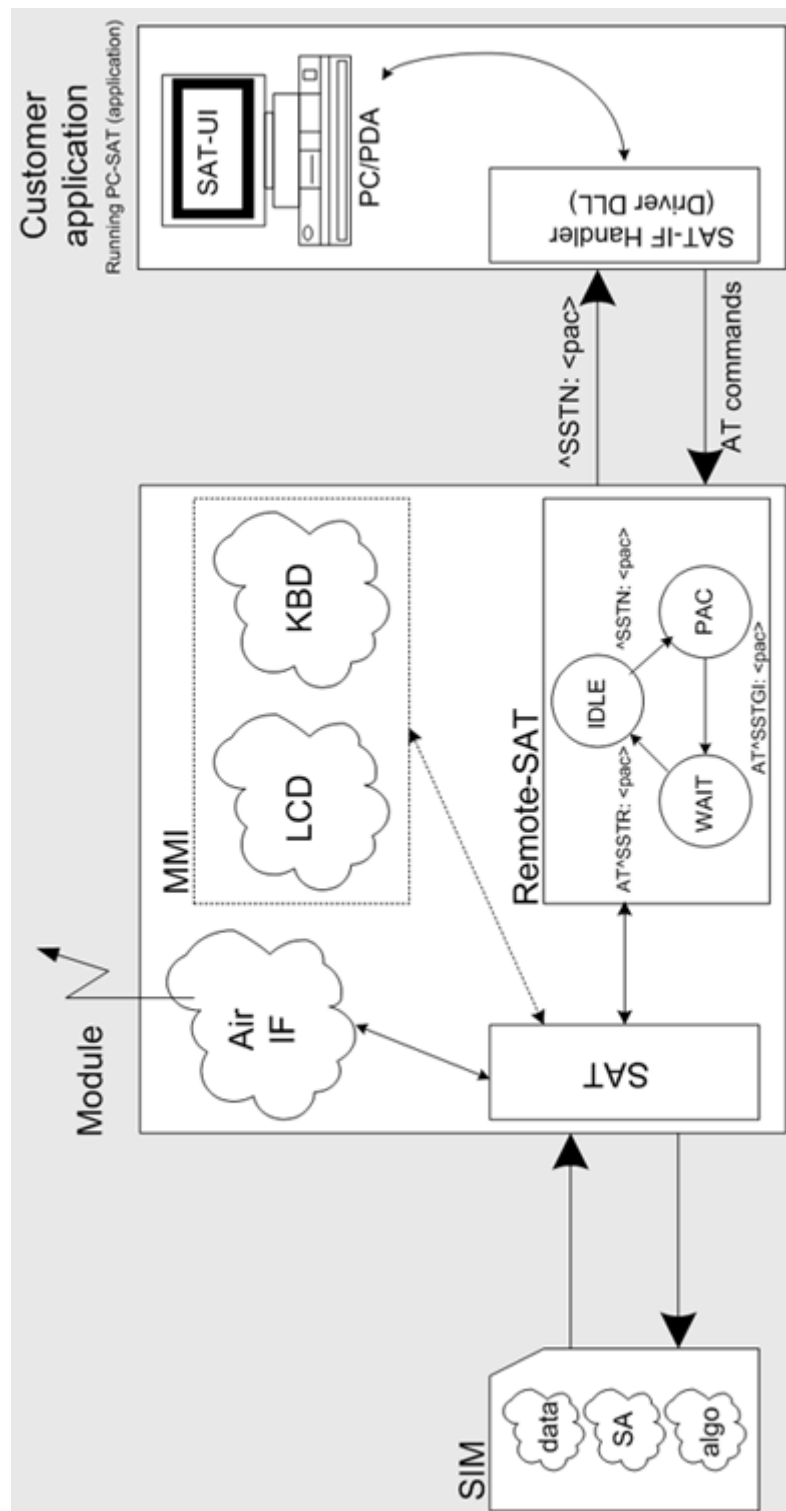 Customer
application
Running PC-SAT (application)
SAT-UI
PC/PDA
SAT-IF Handler
(Driver DLL)
^SSTN: <pac>
AT commands
Module
Air
IF
MMI
LCD
KBD
SAT
Remote-SAT
IDLE
^SSTN: <pac>
PAC
AT^SSTR: <pac>
WAIT
AT^SSTGI: <pac>
SIM
data
SA
algo